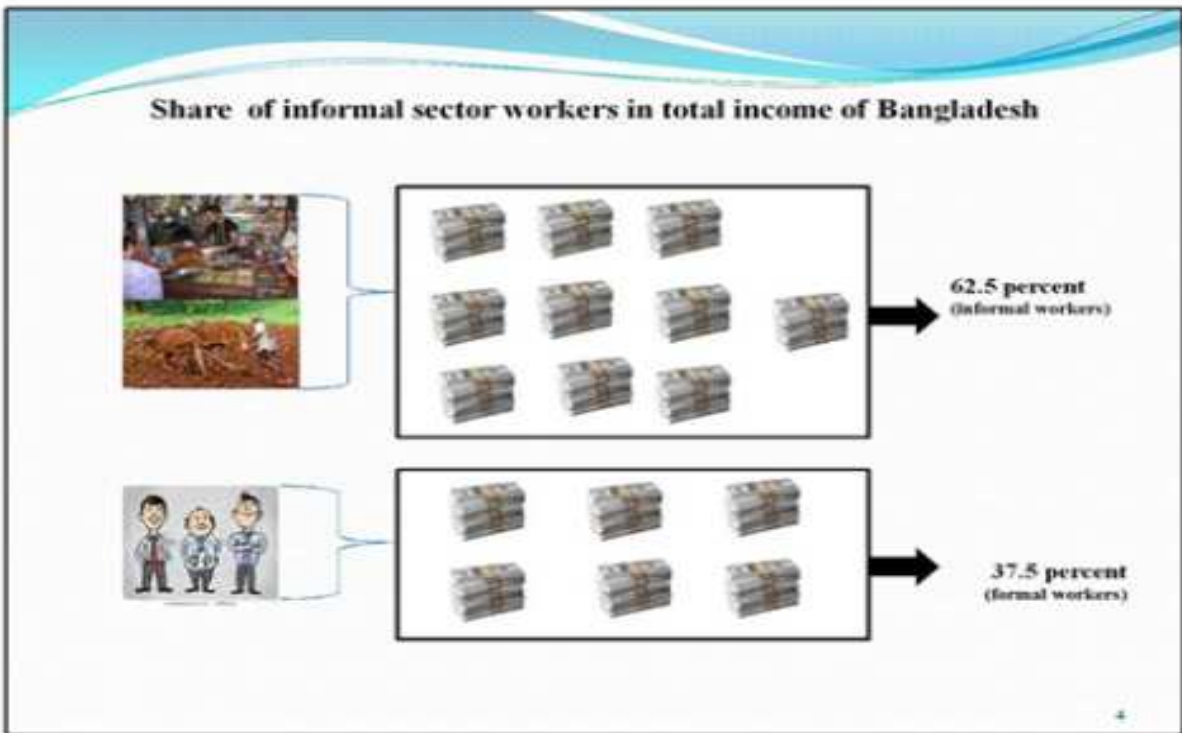 Share of informal sector workers in total income of Bangladesh
62.5 percent
(informal workers)
37.5 percent
(formal workers)
4